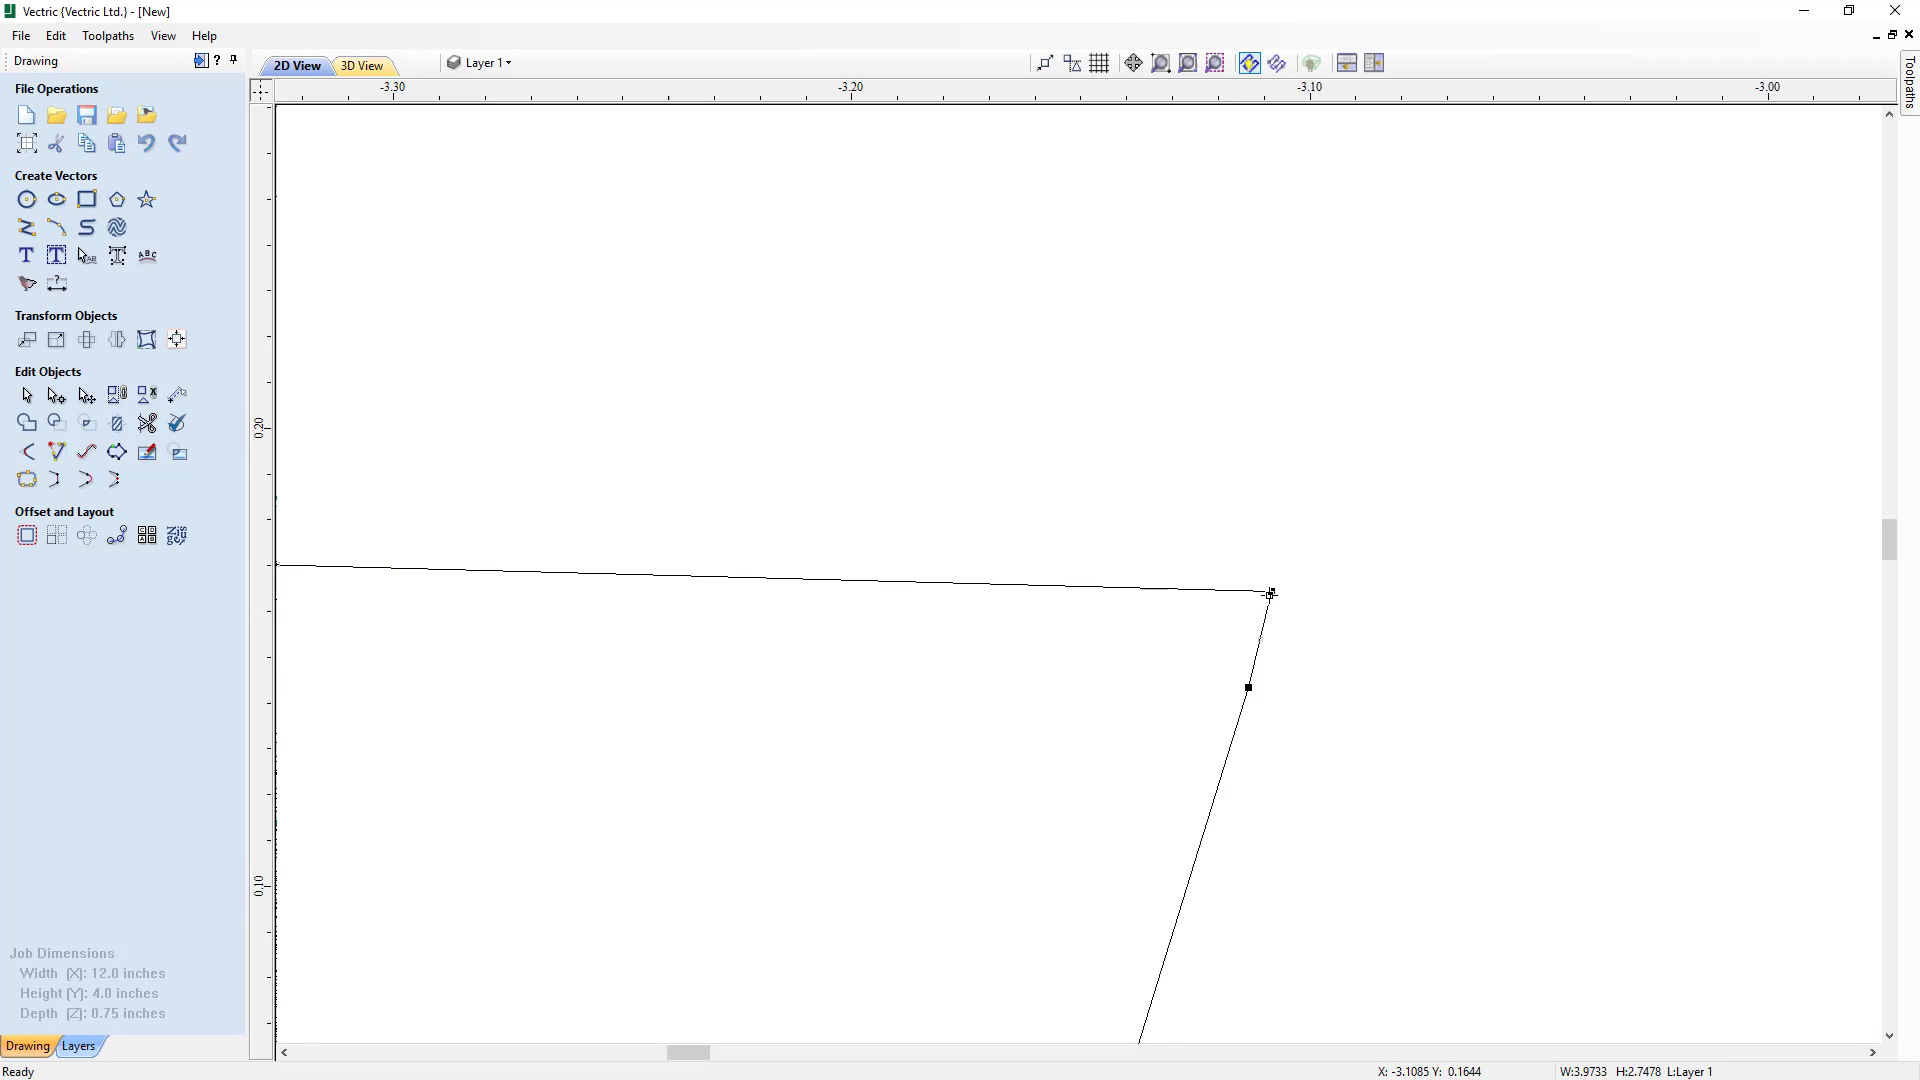 Vectric {Vectric Ltd.} - [New]
File Edit Toolpaths View Help
Drawing ?
2D View 3D View Layer 1
Toolpaths
-3.30 -3.20 -3.10 -3.00
File Operations
Create Vectors
Transform Objects
Edit Objects
Offset and Layout
0.20
0.10
Job Dimensions
Width (X): 12.0 inches
Height (Y): 4.0 inches
Depth (Z): 0.75 inches
Drawing Layers
Ready
X: -3.1085 Y: 0.1644 W:3.9733 H:2.7478 L:Layer 1